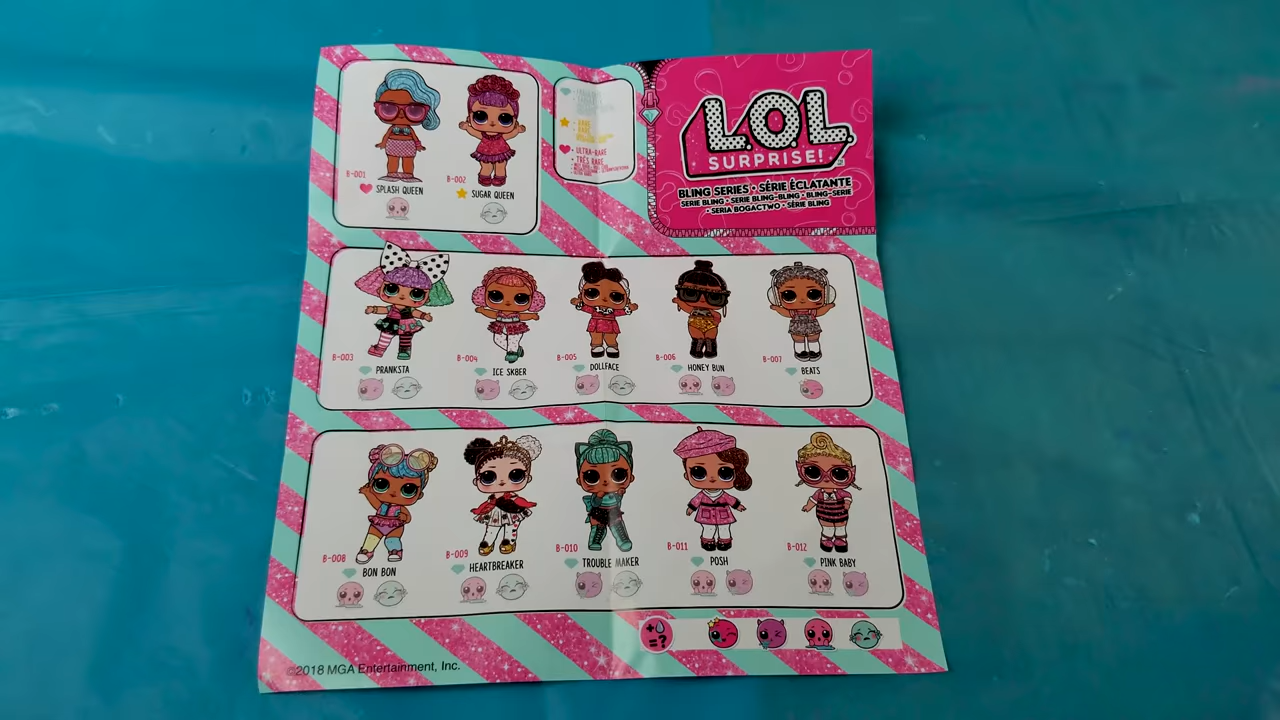 L.O.L.
SURPRISE!
BLING SERIES • SÉRIE ÉCLATANTE
SERIE BLING • SERIE BLING-BLING • BLING-SERIE
• SERIA BOGACTWO • SÉRIE BLING
• ULTRA-RARE
• TRÈS RARE
B-001
SPLASH QUEEN
B-002
SUGAR QUEEN
B-003
PRANKSTA
B-004
ICE SK8ER
B-005
DOLLFACE
B-006
HONEY BUN
B-007
BEATS
B-008
BON BON
B-009
HEARTBREAKER
B-010
TROUBLE MAKER
B-011
POSH
B-012
PINK BABY
+
=?
©2018 MGA Entertainment, Inc.